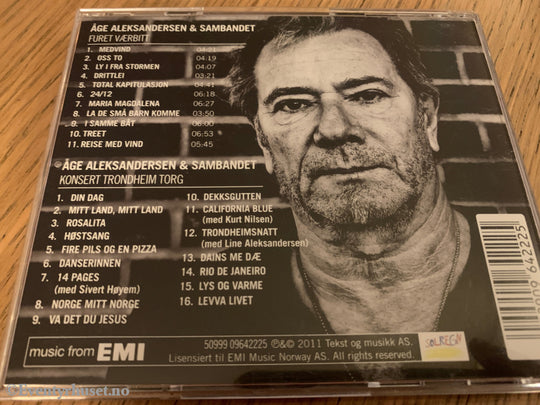 ÅGE ALEKSANDERSEN & SAMBANDET
FURET VÆRBITT
1. MEDVIND 04:21
2. OSS TO 04:19
3. LY I FRA STORMEN 04:07
4. DRITTLEI 03:21
5. TOTAL KAPITULASJON 04:41
6. 24/12 06:18
7. MARIA MAGDALENA 06:27
8. LA DE SMÅ BARN KOMME 03:50
9. I SAMME BÅT 06:00
10. TREET 06:53
11. REISE MED VIND 05:45
ÅGE ALEKSANDERSEN & SAMBANDET
KONSERT TRONDHEIM TORG
1. DIN DAG
2. MITT LAND, MITT LAND
3. ROSALITA
4. HØSTSANG
5. FIRE PILS OG EN PIZZA
6. DANSERINNEN
7. 14 PAGES
(med Sivert Høyem)
8. NORGE MITT NORGE
9. VA DET DU JESUS
10. DEKKSGUTTEN
11. CALIFORNIA BLUE
(med Kurt Nilsen)
12. TRONDHEIMSNATT
(med Line Aleksandersen)
13. DAINS ME DÆ
14. RIO DE JANEIRO
15. LYS OG VARME
16. LEVVA LIVET
music from EMI
50999 09642225 ℗&© 2011 Tekst og musikk AS.
Lisensiert til EMI Music Norway AS. All rights reserved.
SOLREGN